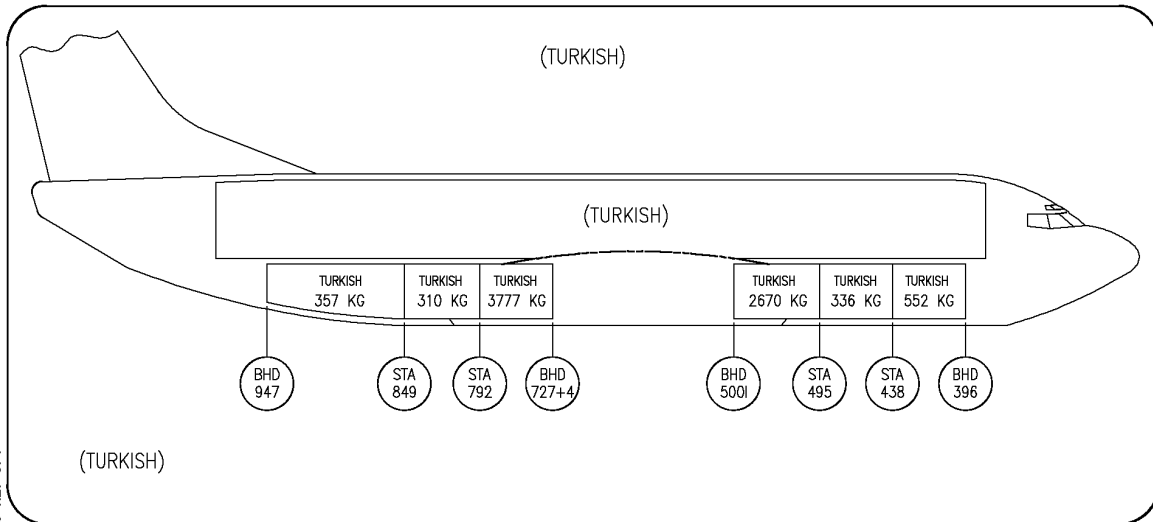 (TURKISH)
(TURKISH)
TURKISH
357 KG
TURKISH
310 KG
TURKISH
3777 KG
TURKISH
2670 KG
TURKISH
336 KG
TURKISH
552 KG
BHD
947
STA
849
STA
792
BHD
727+4
BHD
500I
STA
495
STA
438
BHD
396
(TURKISH)